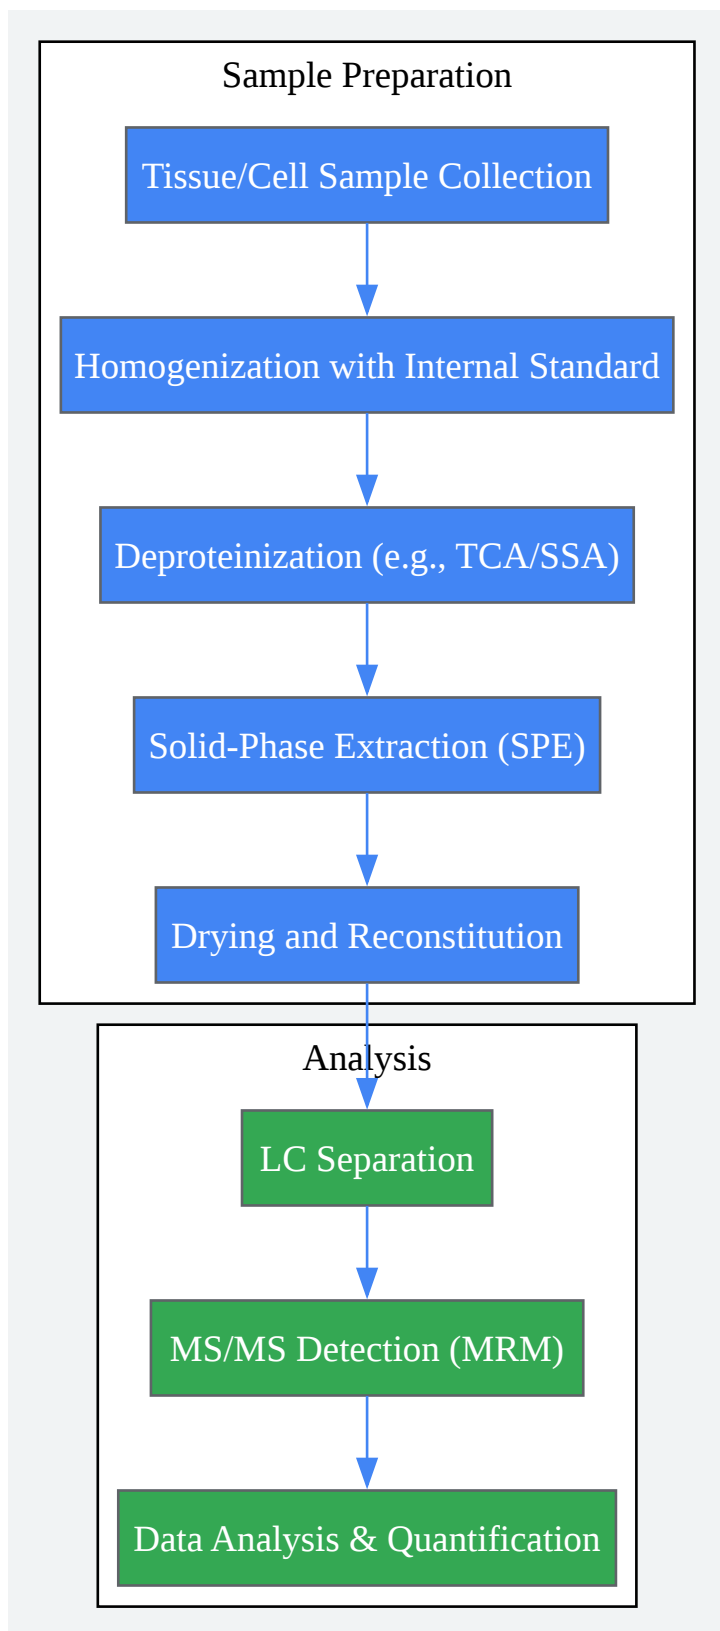 Sample Preparation
Tissue/Cell Sample Collection
Homogenization with Internal Standard
Deproteinization (e.g., TCA/SSA)
Solid-Phase Extraction (SPE)
Drying and Reconstitution
Analysis
LC Separation
MS/MS Detection (MRM)
Data Analysis & Quantification